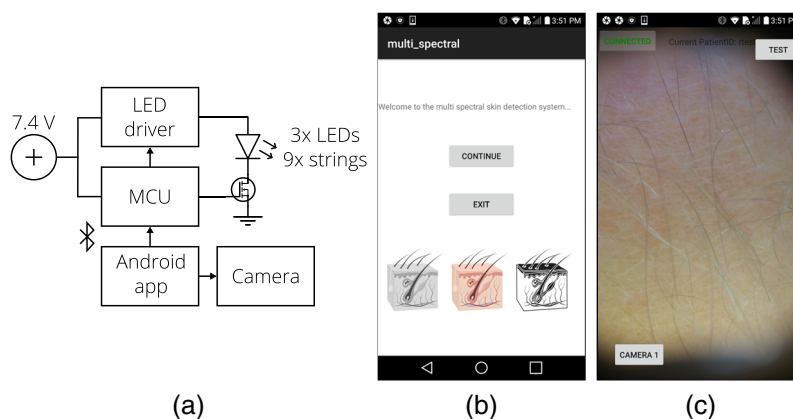 7.4 V
LED
driver
3x LEDs
9x strings
MCU
Android
app
Camera
(a)
3:51 PM
multi_spectral
Welcome to the multi spectral skin detection system...
CONTINUE
EXIT
(b)
3:51 PM
CONNECTED
Current PatientID:
TEST
CAMERA 1
(c)